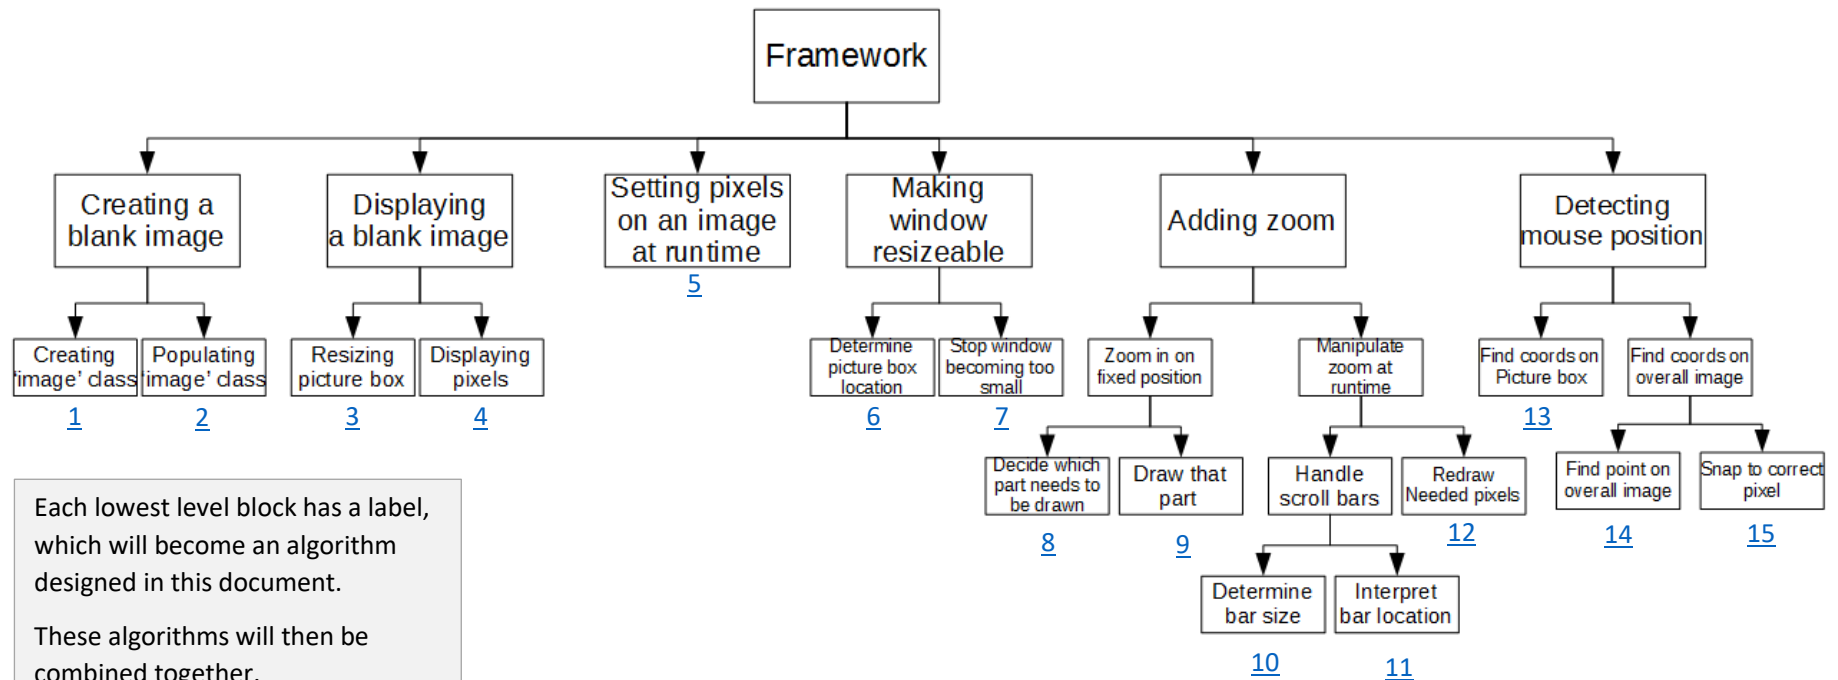 Framework
Creating a
blank image
Displaying
a blank image
Setting pixels
on an image
at runtime
5
Making
window
resizeable
Adding zoom
Detecting
mouse position
Creating
'image' class
1
Populating
'image' class
2
Resizing
picture box
3
Displaying
pixels
4
Determine
picture box
location
6
Stop window
becoming too
small
7
Zoom in on
fixed position
Manipulate
zoom at
runtime
Find coords on
Picture box
13
Find coords on
overall image
Decide which
part needs to
be drawn
8
Draw that
part
9
Handle
scroll bars
Redraw
Needed pixels
12
Find point on
overall image
14
Snap to correct
pixel
15
Determine
bar size
10
Interpret
bar location
11
Each lowest level block has a label,
which will become an algorithm
designed in this document.
These algorithms will then be
combined together.